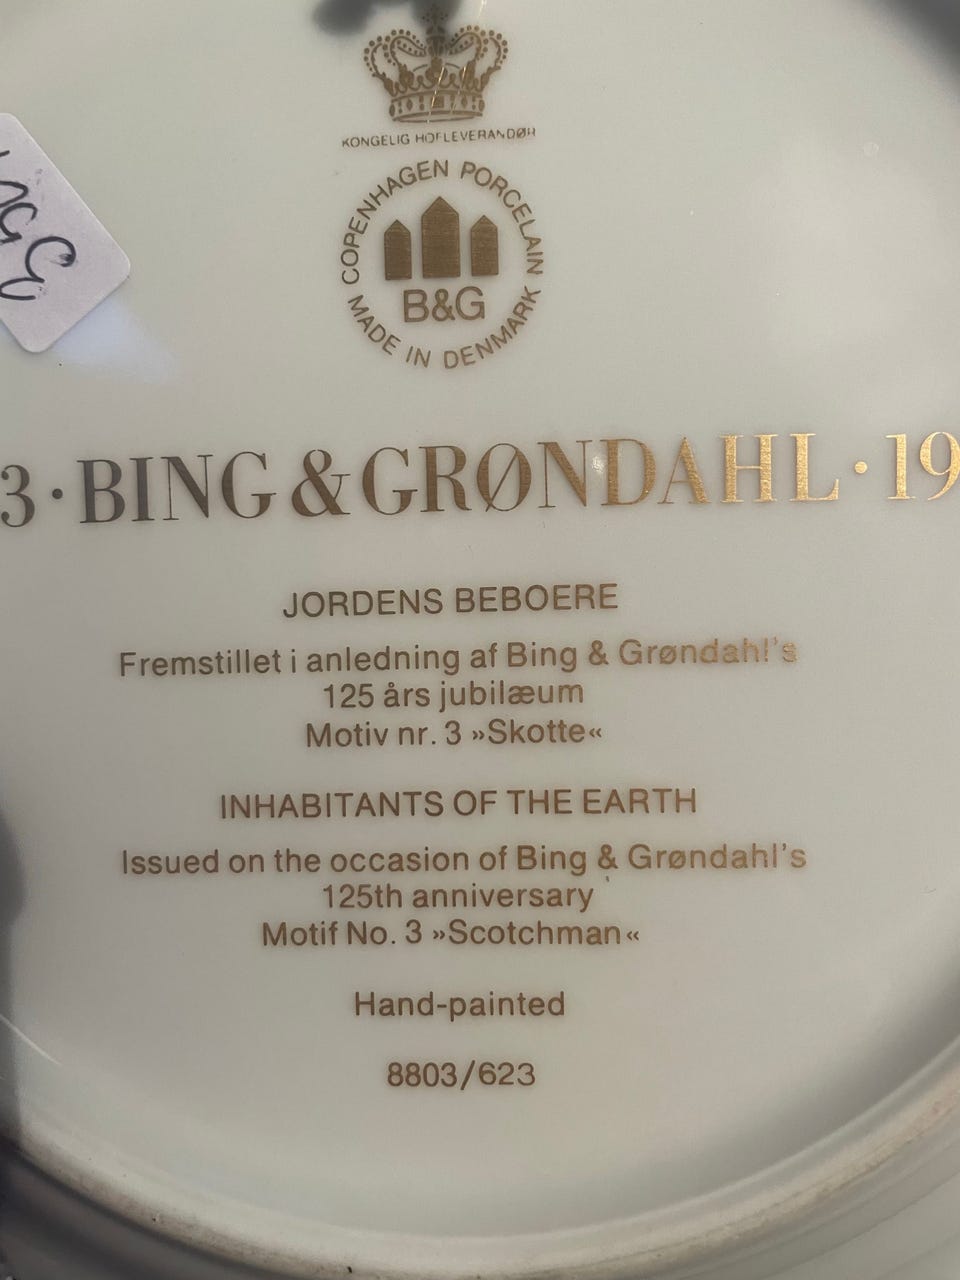 KONGELIG HOFLEVERANDØR
COPENHAGEN PORCELAIN
B&G
MADE IN DENMARK
3 · BING & GRØNDAHL · 19
JORDENS BEBOERE
Fremstillet i anledning af Bing & Grøndahl's
125 års jubilæum
Motiv nr. 3 »Skotte«
INHABITANTS OF THE EARTH
Issued on the occasion of Bing & Grøndahl's
125th anniversary
Motif No. 3 »Scotchman«
Hand-painted
8803/623